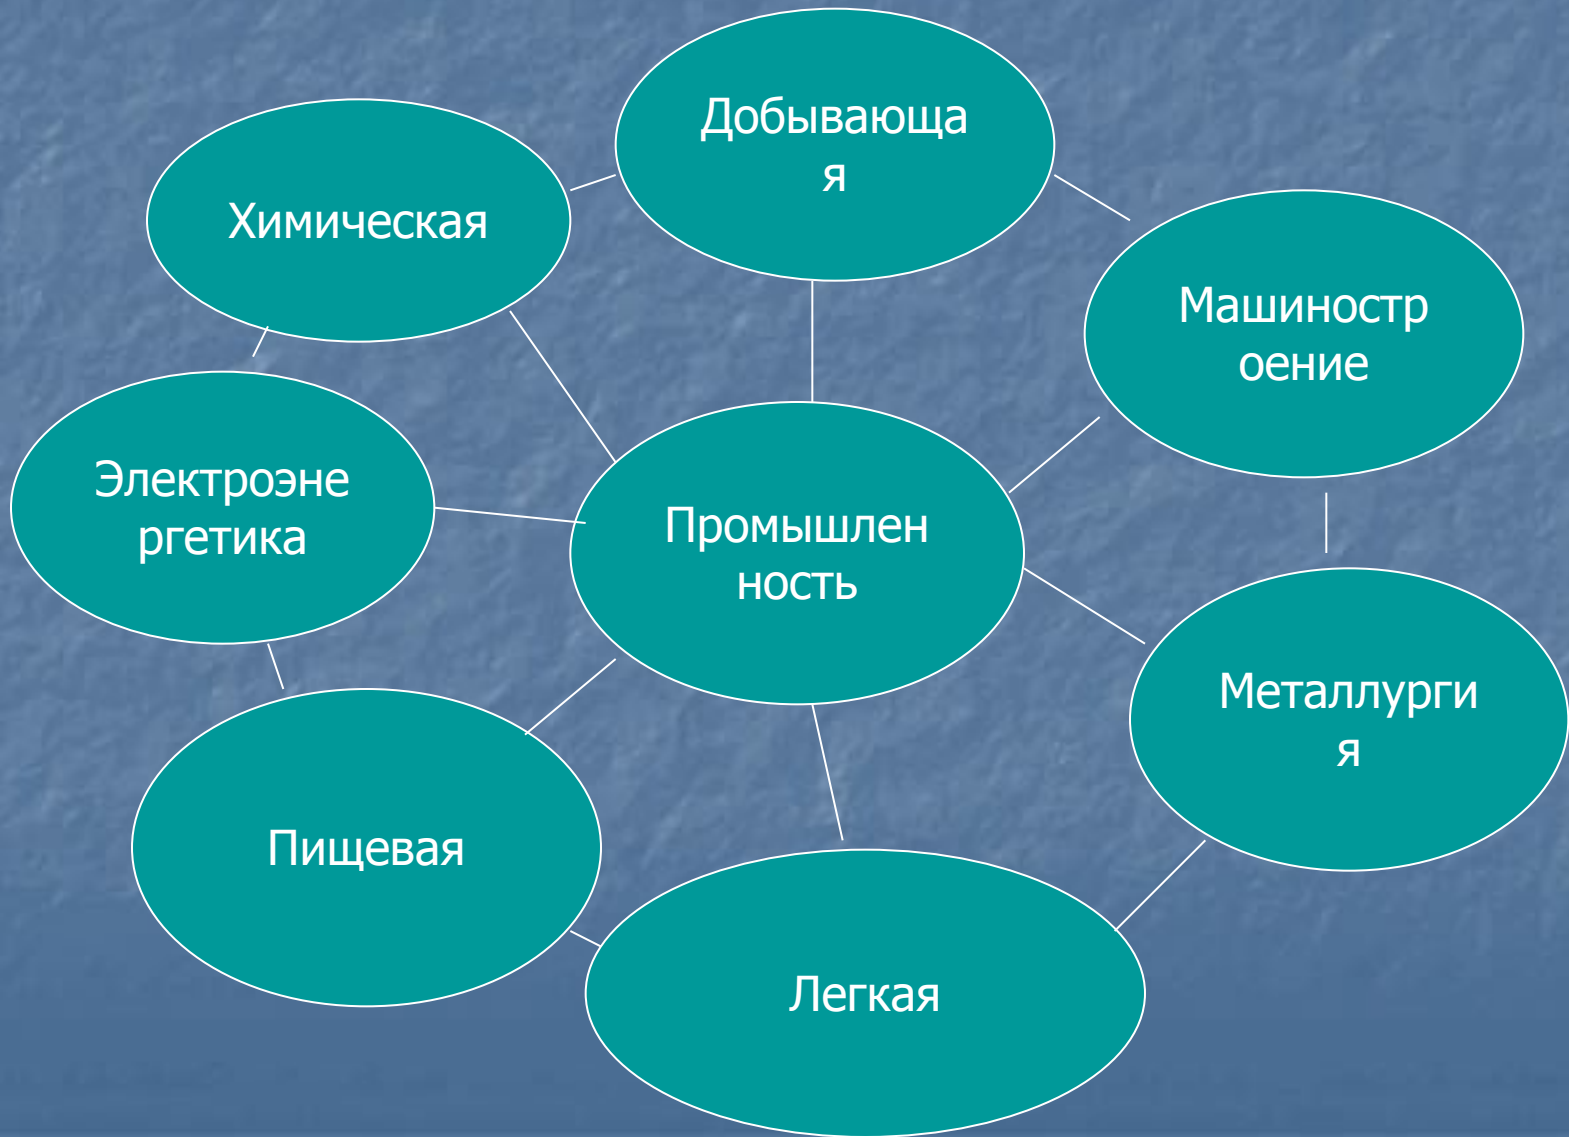 Добывающа
я
Химическая
Машиностр
оение
Электроэне
ргетика
Промышлен
ность
Металлурги
я
Пищевая
Легкая